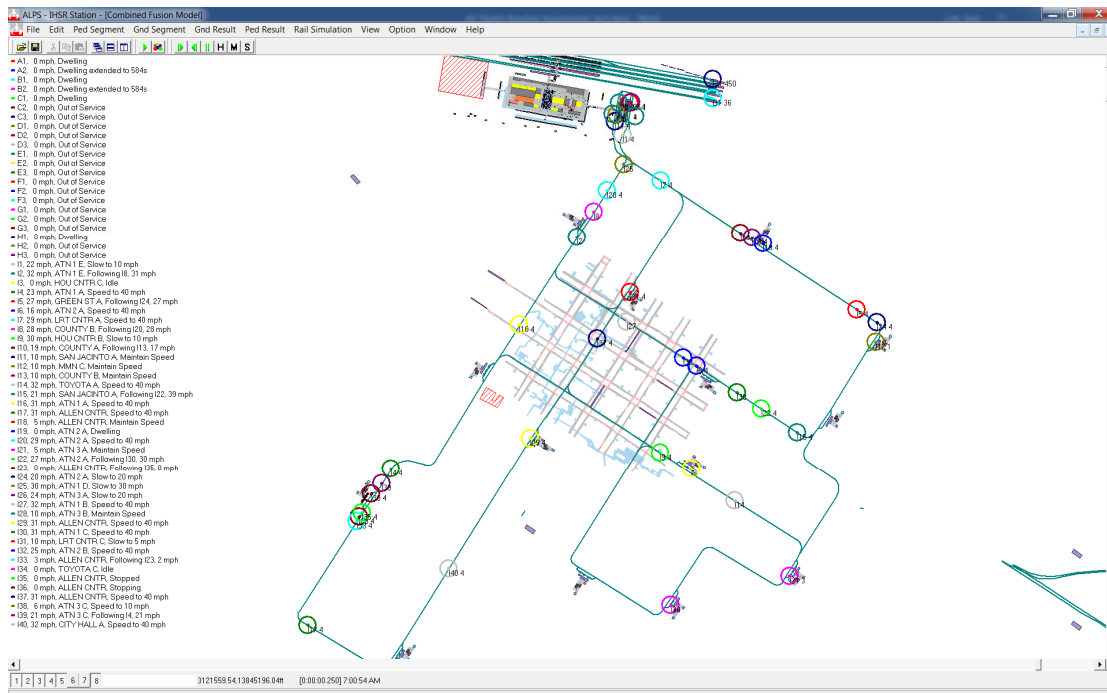 ALPS - IHSR Station - [Combined Fusion Model]
File Edit Ped Segment Gnd Segment Gnd Result Ped Result Rail Simulation View Option Window Help
H M S
A1, 0 mph, Dwelling
A2, 0 mph, Dwelling extended to 584s
B1, 0 mph, Dwelling
B2, 0 mph, Dwelling extended to 584s
C1, 0 mph, Dwelling
C2, 0 mph, Out of Service
C3, 0 mph, Out of Service
D1, 0 mph, Out of Service
D2, 0 mph, Out of Service
D3, 0 mph, Out of Service
E1, 0 mph, Out of Service
E2, 0 mph, Out of Service
E3, 0 mph, Out of Service
F1, 0 mph, Out of Service
F2, 0 mph, Out of Service
F3, 0 mph, Out of Service
G1, 0 mph, Out of Service
G2, 0 mph, Out of Service
G3, 0 mph, Out of Service
H1, 0 mph, Dwelling
H2, 0 mph, Out of Service
H3, 0 mph, Out of Service
I1, 22 mph, ATN 1 E, Slow to 10 mph
I2, 32 mph, ATN 1 E, Following I8, 31 mph
I3, 0 mph, HOU CNTR C, Idle
I4, 23 mph, ATN 1 A, Speed to 40 mph
I5, 27 mph, GREEN ST A, Following I24, 27 mph
I6, 16 mph, ATN 2 A, Speed to 40 mph
I7, 29 mph, LRT CNTR A, Speed to 40 mph
I8, 28 mph, COUNTY B, Following I20, 28 mph
I9, 30 mph, HOU CNTR B, Slow to 10 mph
I10, 19 mph, COUNTY A, Following I13, 17 mph
I11, 10 mph, SAN JACINTO A, Maintain Speed
I12, 10 mph, MMN C, Maintain Speed
I13, 10 mph, COUNTY B, Maintain Speed
I14, 32 mph, TOYOTA A, Speed to 40 mph
I15, 21 mph, SAN JACINTO A, Following I22, 39 mph
I16, 31 mph, ATN 1 A, Speed to 40 mph
I17, 31 mph, ALLEN CNTR, Speed to 40 mph
I18, 5 mph, ALLEN CNTR, Maintain Speed
I19, 0 mph, ATN 2 A, Dwelling
I20, 29 mph, ATN 2 A, Speed to 40 mph
I21, 5 mph, ATN 3 A, Maintain Speed
I22, 27 mph, ATN 2 A, Following I30, 30 mph
I23, 0 mph, ALLEN CNTR, Following I36, 0 mph
I24, 20 mph, ATN 2 A, Slow to 20 mph
I25, 30 mph, ATN 1 D, Slow to 30 mph
I26, 24 mph, ATN 3 A, Slow to 20 mph
I27, 32 mph, ATN 1 B, Speed to 40 mph
I28, 10 mph, ATN 3 B, Maintain Speed
I29, 31 mph, ALLEN CNTR, Speed to 40 mph
I30, 31 mph, ATN 1 C, Speed to 40 mph
I31, 10 mph, LRT CNTR C, Slow to 5 mph
I32, 25 mph, ATN 2 B, Speed to 40 mph
I33, 3 mph, ALLEN CNTR, Following I23, 2 mph
I34, 0 mph, TOYOTA C, Idle
I35, 0 mph, ALLEN CNTR, Stopped
I36, 0 mph, ALLEN CNTR, Stopping
I37, 31 mph, ALLEN CNTR, Speed to 40 mph
I38, 6 mph, ATN 3 C, Speed to 10 mph
I39, 21 mph, ATN 3 C, Following I4, 21 mph
I40, 32 mph, CITY HALL A, Speed to 40 mph
450
36
I25
I7 4
I20 4
I8
I2
I27
I16 4
I14
I40 4
1 2 3 4 5 6 7 8
3121559.54,13845196.04ft
[0:00:00.250] 7:00:54.AM